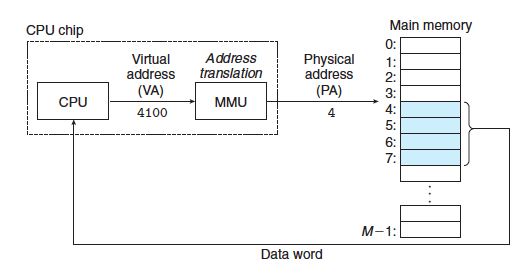 CPU chip
CPU
Virtual
address
(VA)
4100
Address
translation
MMU
Physical
address
(PA)
4
Main memory
0:
1:
2:
3:
4:
5:
6:
7:
⋮
M−1:
Data word